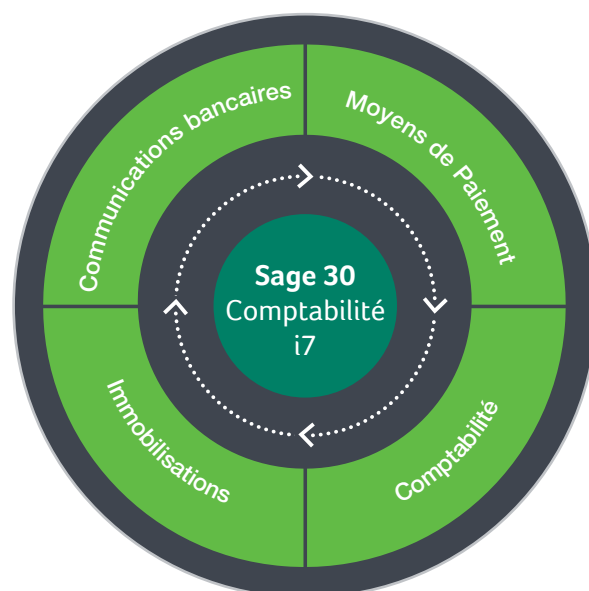 Communications bancaires
Moyens de Paiement
Sage 30
Comptabilité
i7
Immobilisations
Comptabilité